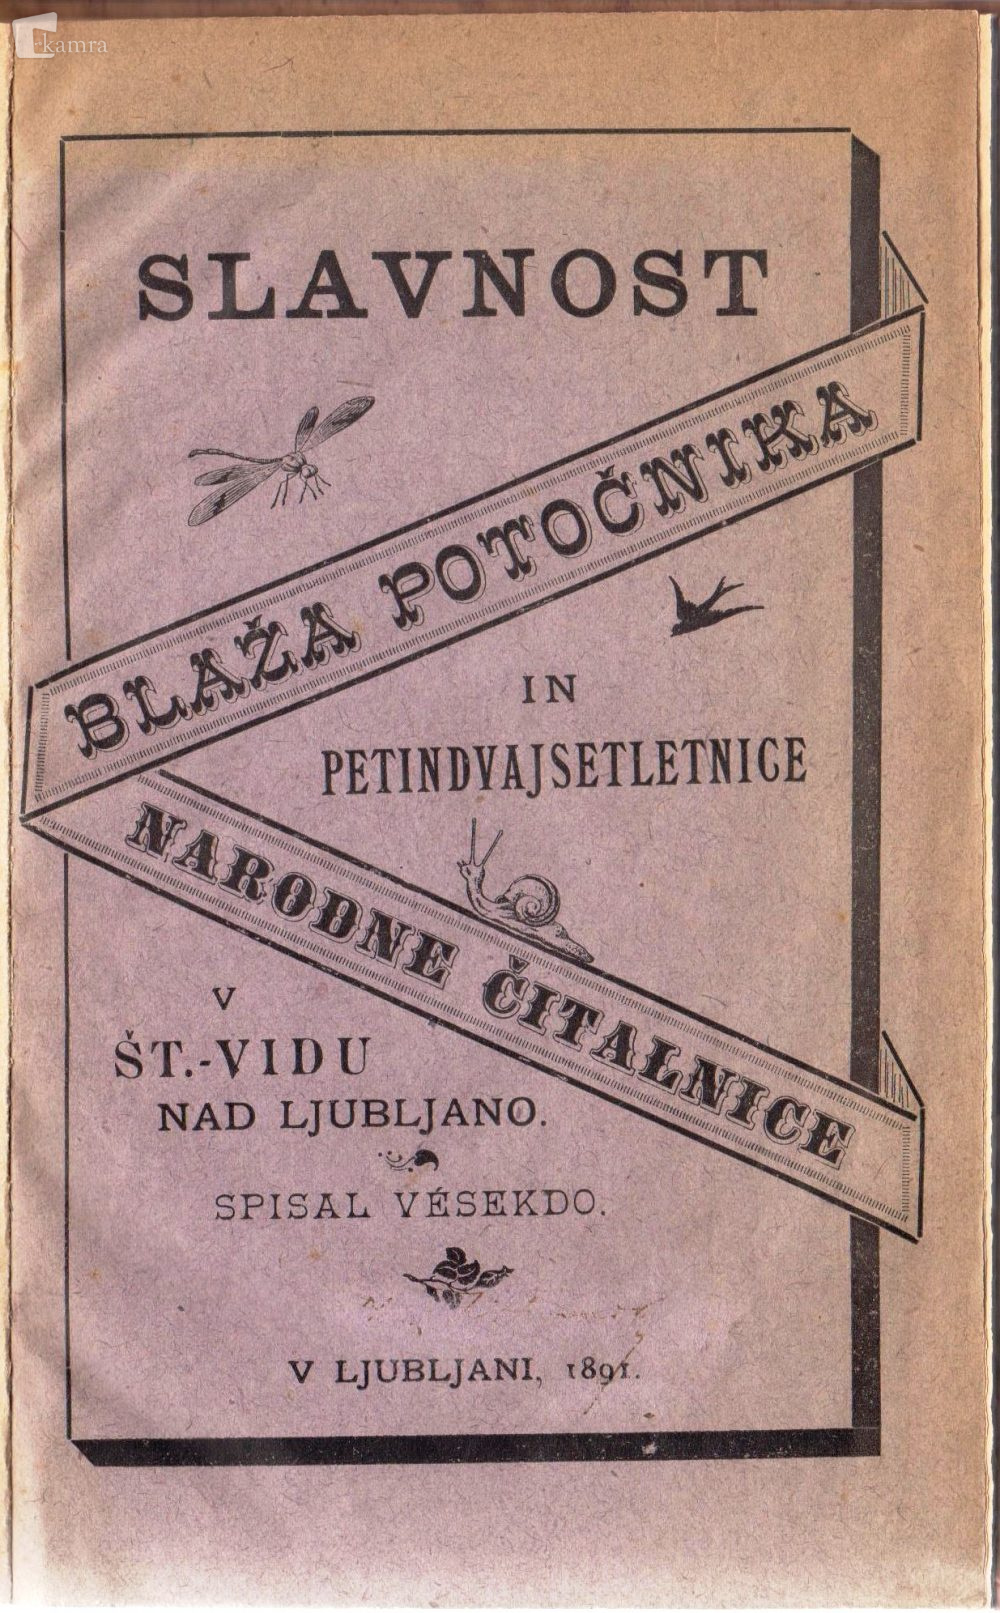 kamra
SLAVNOST
BLAŽA POTOČNIKA
IN
PETINDVAJSETLETNICE
NARODNE ČITALNICE
V
ŠT.-VIDU
NAD LJUBLJANO.
SPISAL VÉSEKDO.
V LJUBLJANI, 1891.